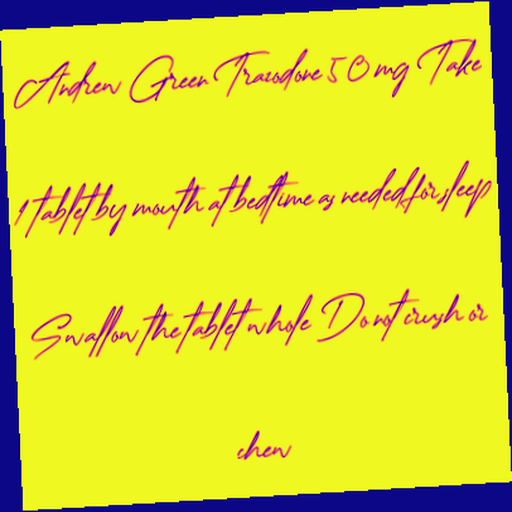 Andrew Green Trazodone 50 mg Take
1 tablet by mouth at bedtime as needed for sleep
Swallow the tablet whole Do not crush or
chew